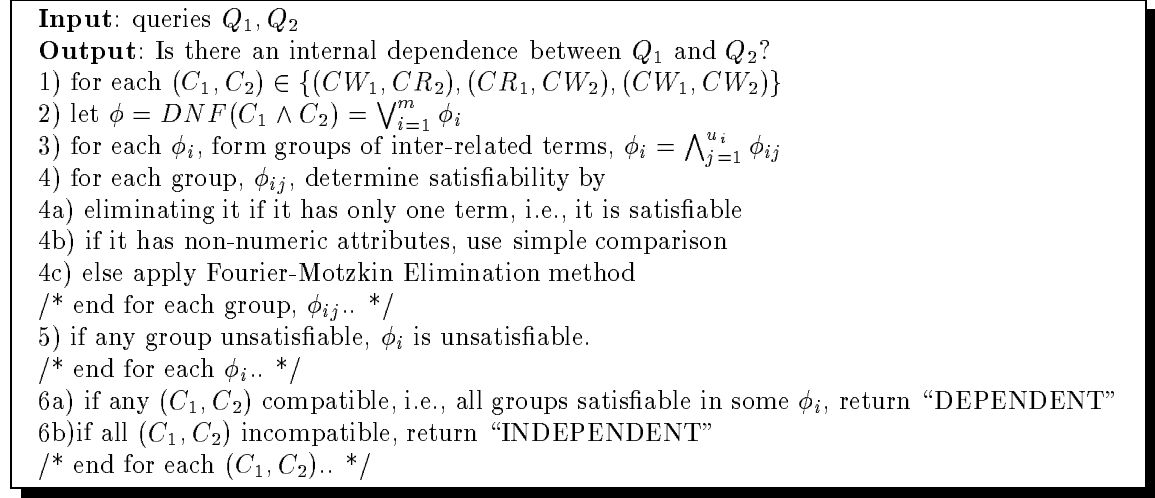 Input: queries Q₁, Q₂
Output: Is there an internal dependence between Q₁ and Q₂?
1) for each (C₁, C₂) ∈ {(CW₁, CR₂), (CR₁, CW₂), (CW₁, CW₂)}
2) let ϕ = DNF(C₁ ∧ C₂) = ⋁ᵢ₌₁ᵐ ϕᵢ
3) for each ϕᵢ, form groups of inter-related terms, ϕᵢ = ⋀ⱼ₌₁^{uᵢ} ϕᵢⱼ
4) for each group, ϕᵢⱼ, determine satisfiability by
4a) eliminating it if it has only one term, i.e., it is satisfiable
4b) if it has non-numeric attributes, use simple comparison
4c) else apply Fourier-Motzkin Elimination method
/* end for each group, ϕᵢⱼ.. */
5) if any group unsatisfiable, ϕᵢ is unsatisfiable.
/* end for each ϕᵢ.. */
6a) if any (C₁, C₂) compatible, i.e., all groups satisfiable in some ϕᵢ, return “DEPENDENT”
6b)if all (C₁, C₂) incompatible, return “INDEPENDENT”
/* end for each (C₁, C₂).. */